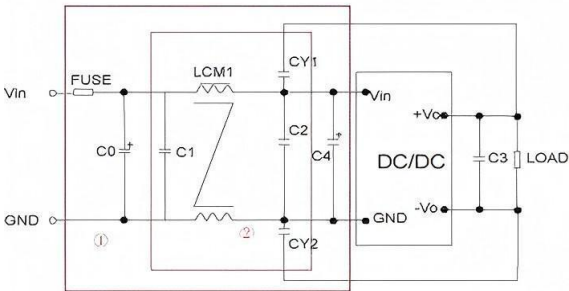 FUSE
LCM1
CY1
Vin
Vin
+Vo
C0
C1
C2
C4
DC/DC
C3
LOAD
GND
GND
-Vo
①
②
CY2